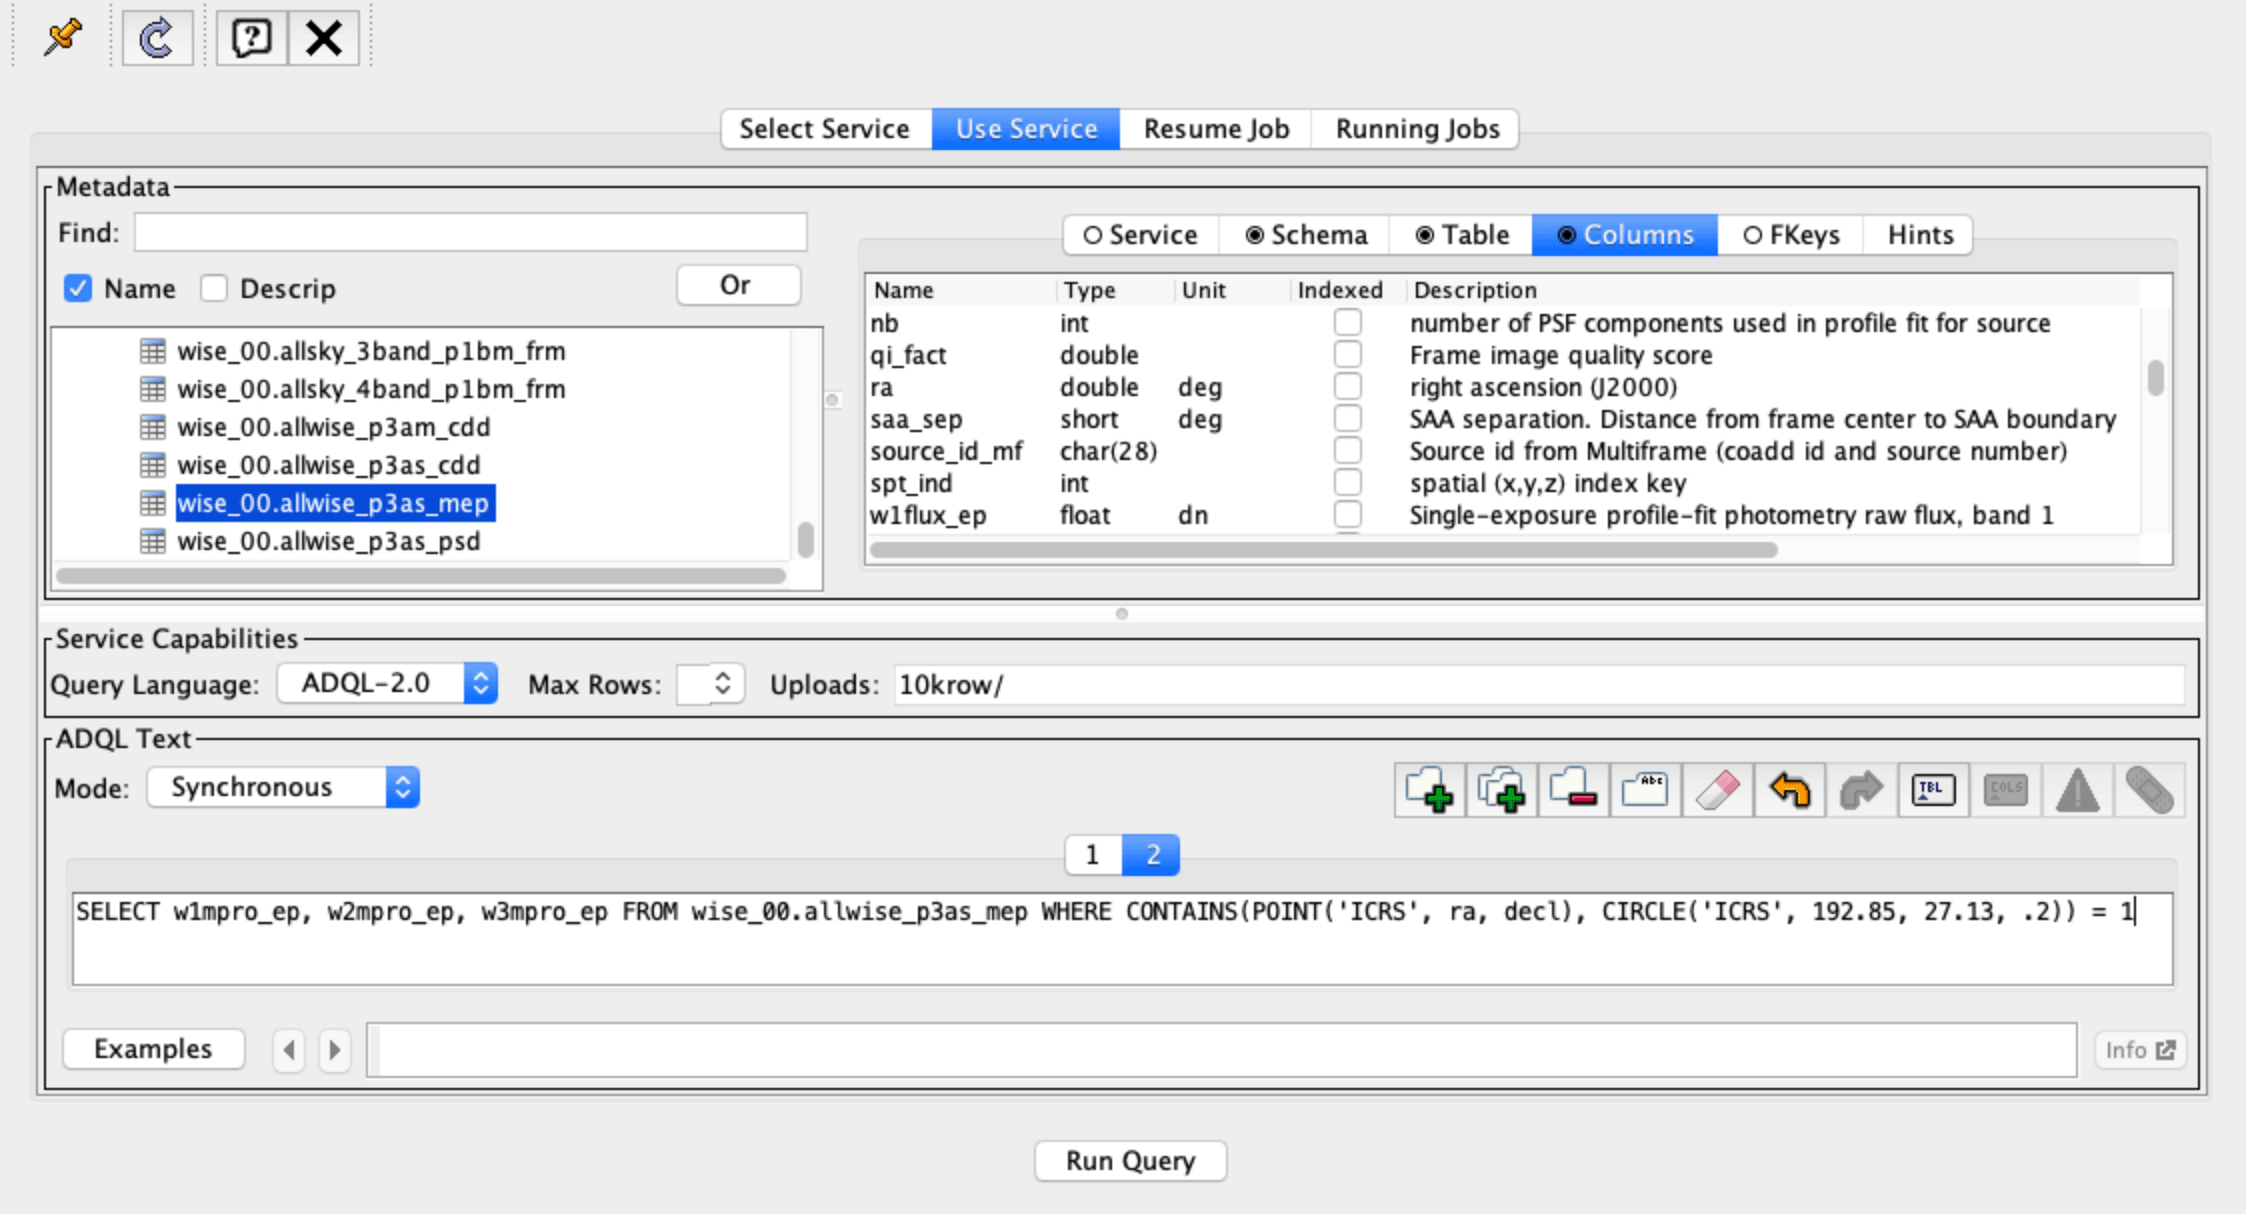 Select Service Use Service Resume Job Running Jobs
Metadata
Find:
Name Descrip Or
wise_00.allsky_3band_p1bm_frm
wise_00.allsky_4band_p1bm_frm
wise_00.allwise_p3am_cdd
wise_00.allwise_p3as_cdd
wise_00.allwise_p3as_mep
wise_00.allwise_p3as_psd
Service Schema Table Columns FKeys Hints
Name Type Unit Indexed Description
nb int number of PSF components used in profile fit for source
qi_fact double Frame image quality score
ra double deg right ascension (J2000)
saa_sep short deg SAA separation. Distance from frame center to SAA boundary
source_id_mf char(28) Source id from Multiframe (coadd id and source number)
spt_ind int spatial (x,y,z) index key
w1flux_ep float dn Single-exposure profile-fit photometry raw flux, band 1
Service Capabilities
Query Language: ADQL-2.0 Max Rows: Uploads: 10krow/
ADQL Text
Mode: Synchronous
Abc TBL COLS
1 2
SELECT w1mpro_ep, w2mpro_ep, w3mpro_ep FROM wise_00.allwise_p3as_mep WHERE CONTAINS(POINT('ICRS', ra, decl), CIRCLE('ICRS', 192.85, 27.13, .2)) = 1
Examples Info
Run Query